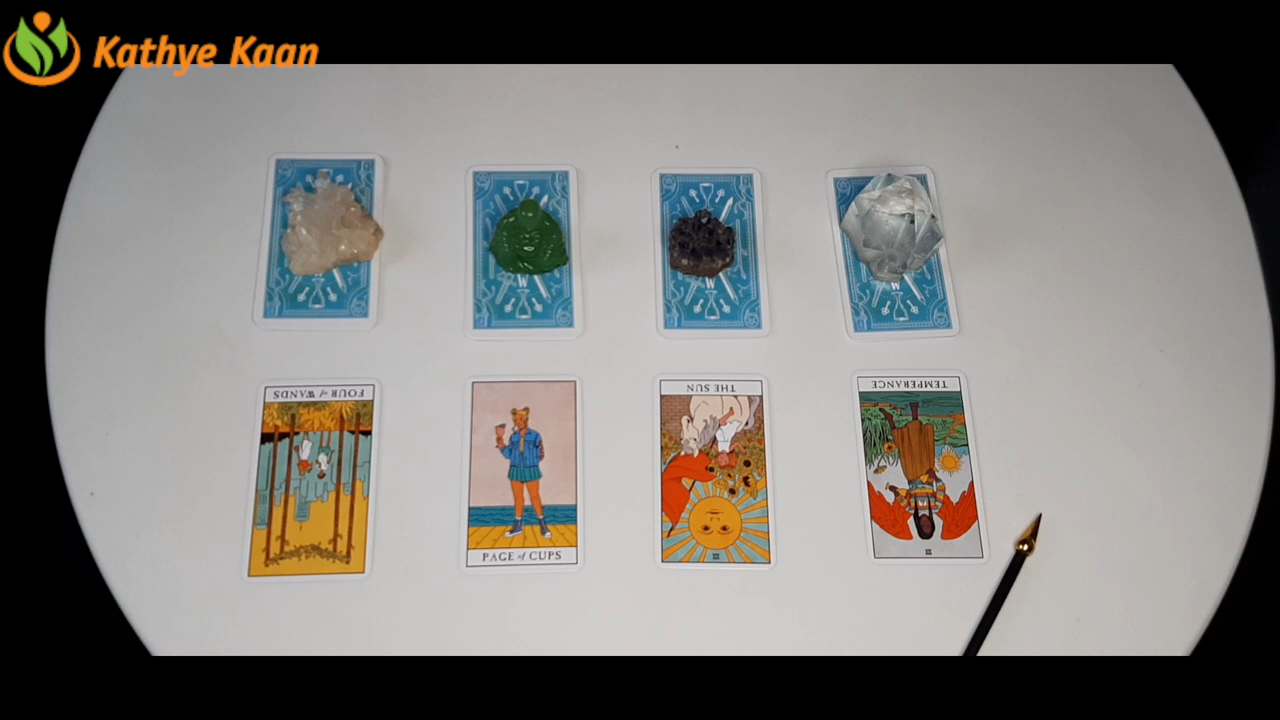 Kathye Kaan
W
W
FOUR of WANDS
PAGE of CUPS
THE SUN
TEMPERANCE